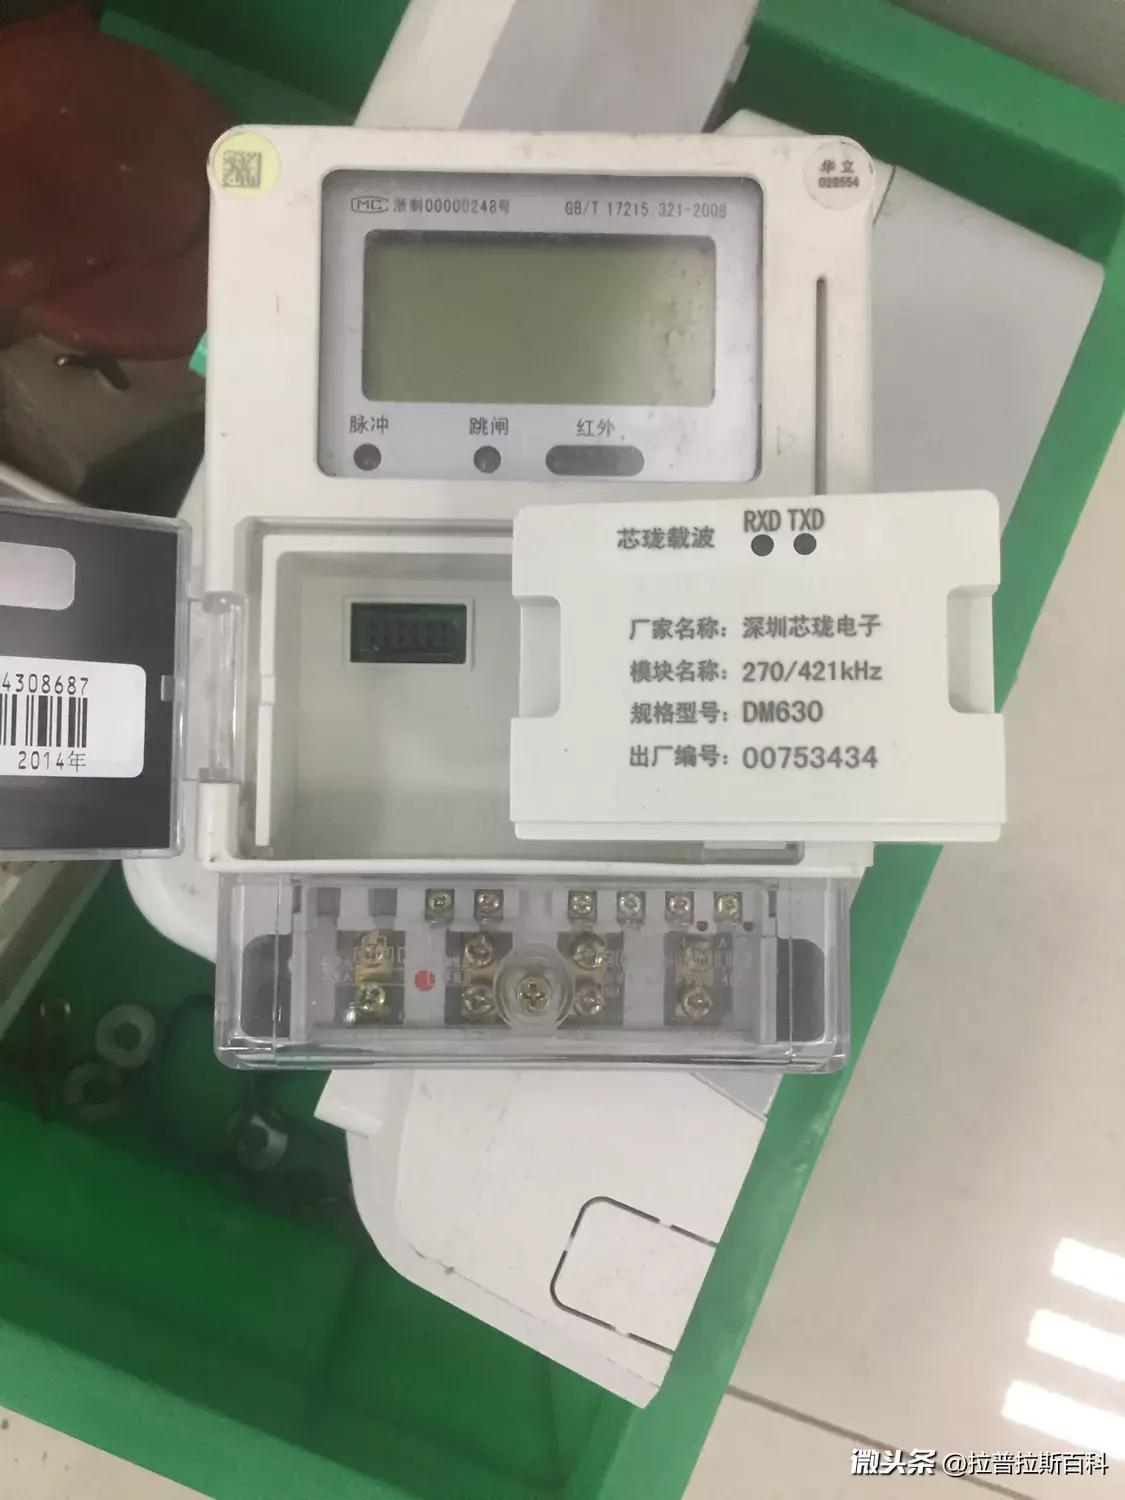 华立
029554
MC 浙制00000248号
GB/T 17215.321-2008
脉冲
跳闸
红外
芯珑载波
RXD TXD
厂家名称：深圳芯珑电子
模块名称：270/421kHz
规格型号：DM630
出厂编号：00753434
4308687
2014年
微头条 @拉普拉斯百科